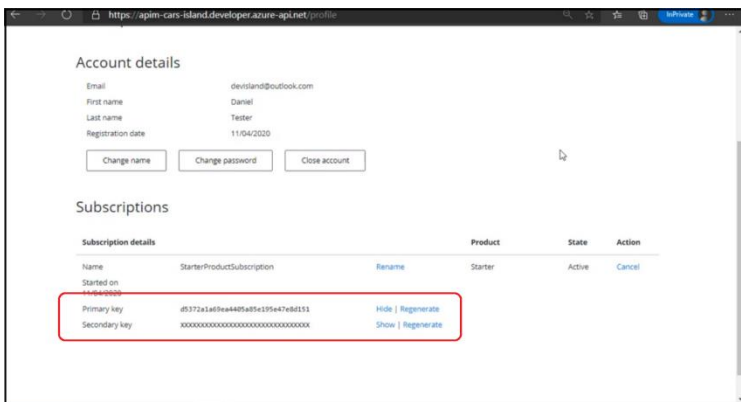 https://apim-cars-island.developer.azure-api.net/profile
InPrivate
Account details
Email devisland@outlook.com
First name Daniel
Last name Tester
Registration date 11/04/2020
Change name Change password Close account
Subscriptions
Subscription details Product State Action
Name StarterProductSubscription Rename Starter Active Cancel
Started on
11/04/2020
Primary key d5372a1a69ea4405a85e195e47e8d151 Hide | Regenerate
Secondary key XXXXXXXXXXXXXXXXXXXXXXXXXXXXXXXX Show | Regenerate